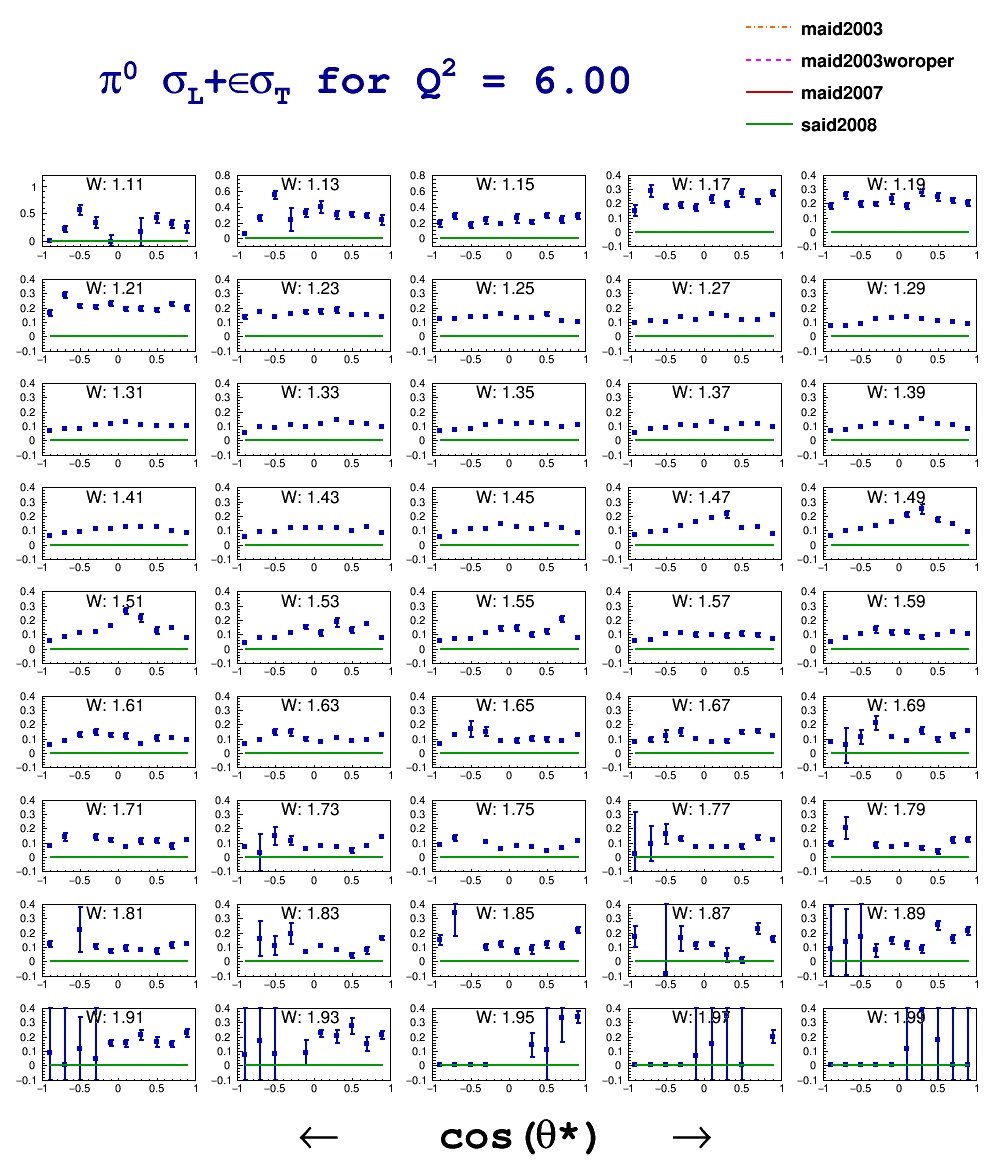 maid2003
π⁰ σL+∈σT for Q² = 6.00
maid2003woroper
maid2007
said2008
W: 1.11 W: 1.13 W: 1.15 W: 1.17 W: 1.19
W: 1.21 W: 1.23 W: 1.25 W: 1.27 W: 1.29
W: 1.31 W: 1.33 W: 1.35 W: 1.37 W: 1.39
W: 1.41 W: 1.43 W: 1.45 W: 1.47 W: 1.49
W: 1.51 W: 1.53 W: 1.55 W: 1.57 W: 1.59
W: 1.61 W: 1.63 W: 1.65 W: 1.67 W: 1.69
W: 1.71 W: 1.73 W: 1.75 W: 1.77 W: 1.79
W: 1.81 W: 1.83 W: 1.85 W: 1.87 W: 1.89
W: 1.91 W: 1.93 W: 1.95 W: 1.97 W: 1.99
← cos(θ*) →